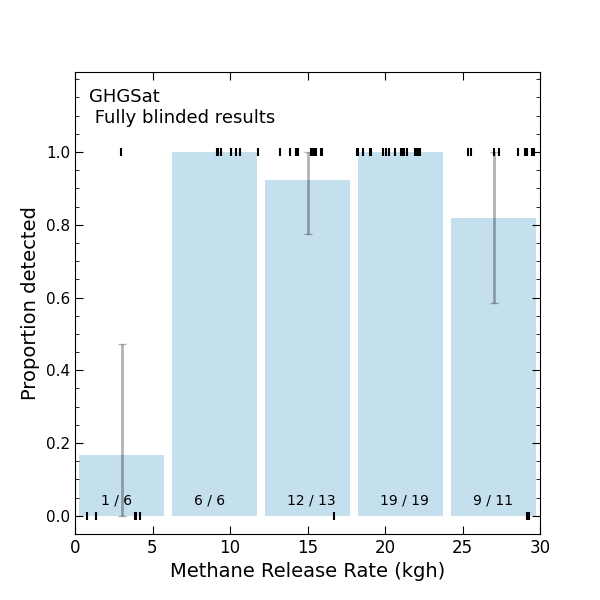 GHGSat
Fully blinded results
1.0
0.8
0.6
0.4
0.2
0.0
Proportion detected
1 / 6
6 / 6
12 / 13
19 / 19
9 / 11
0
5
10
15
20
25
30
Methane Release Rate (kgh)